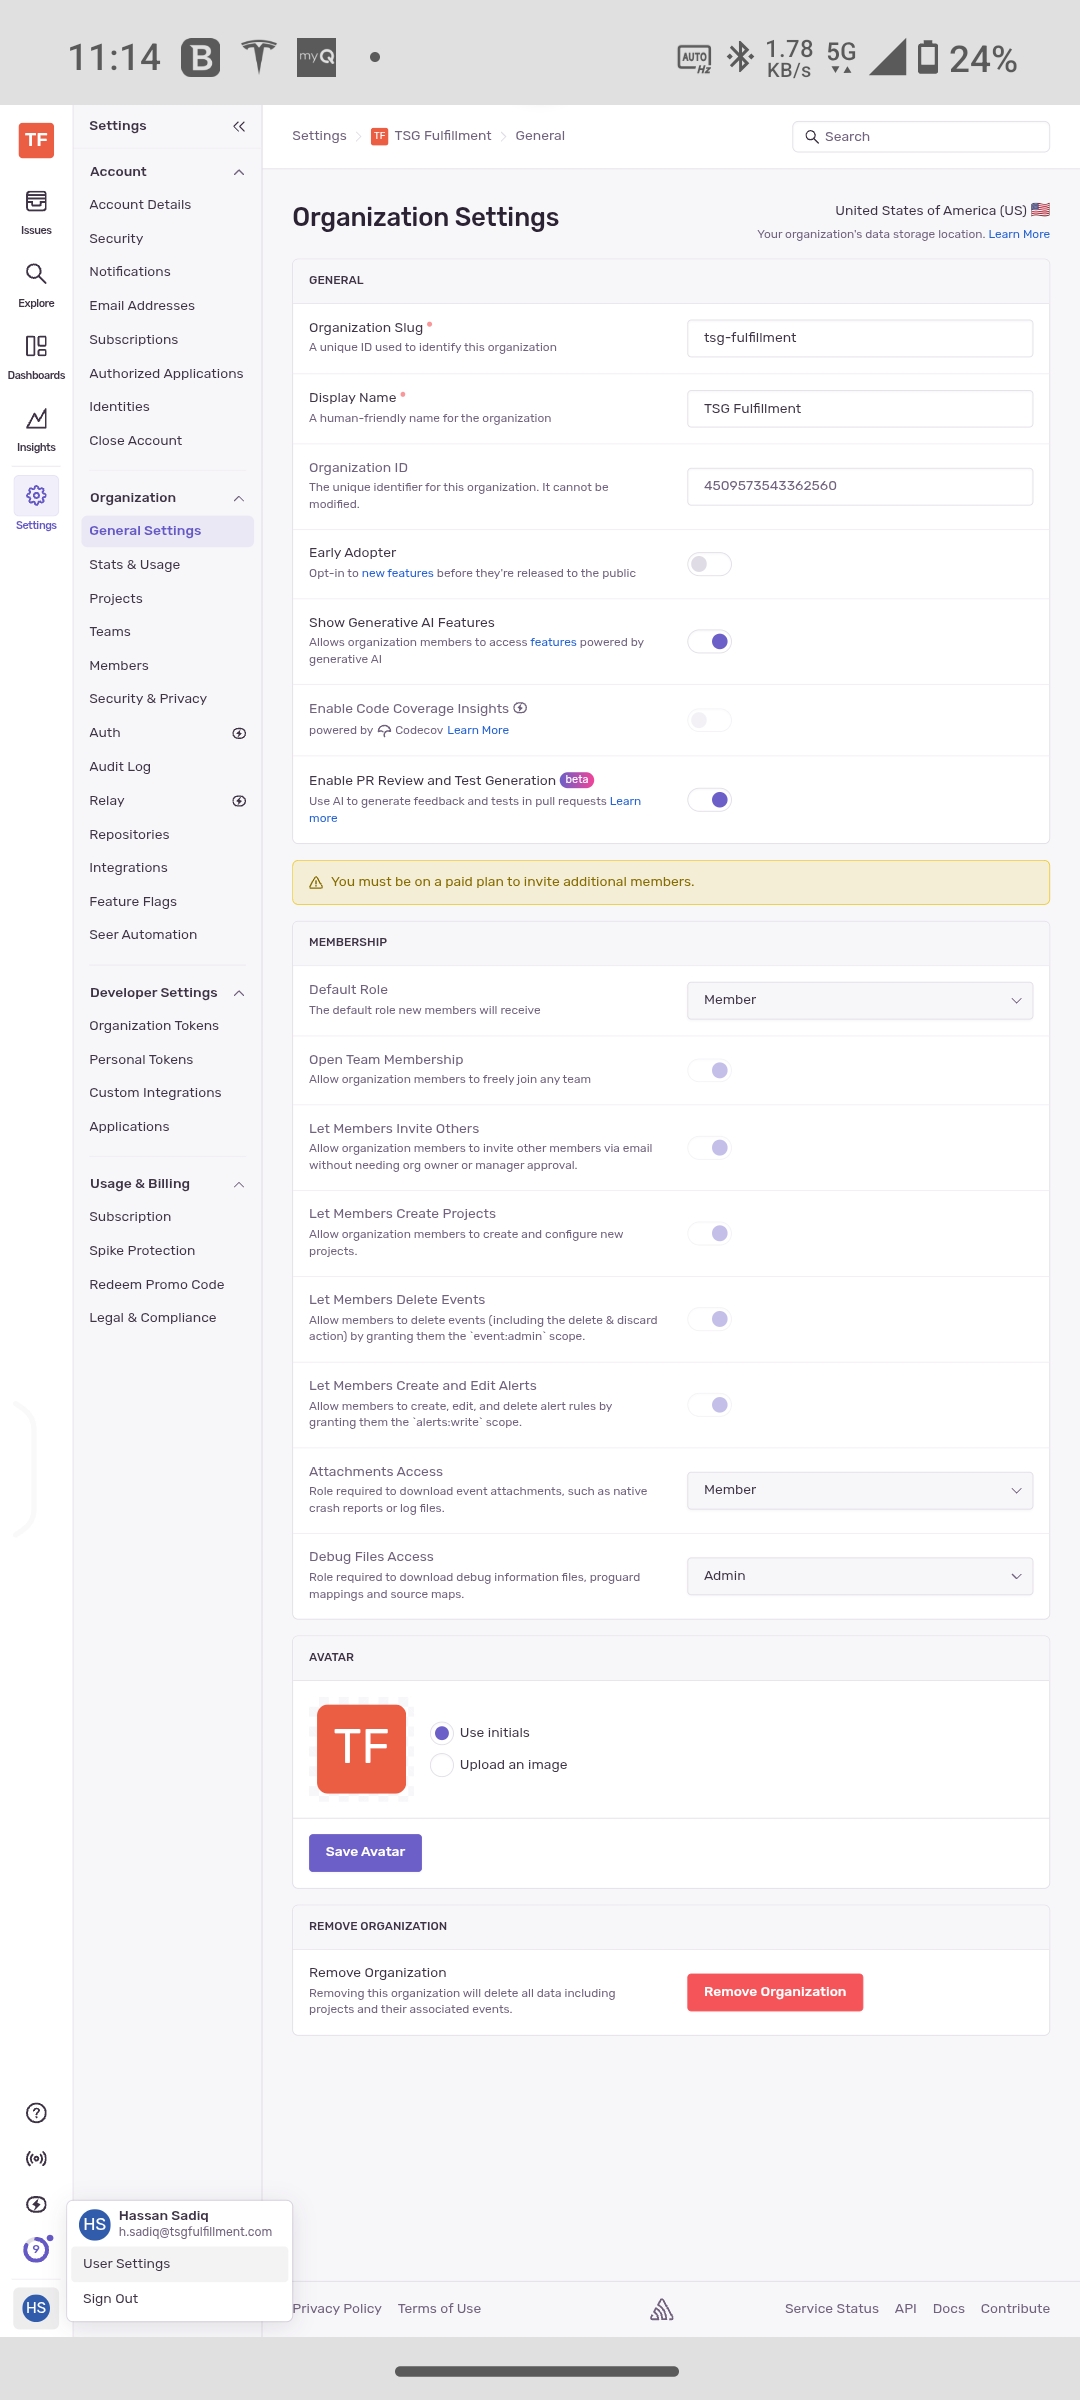 11:14
B
myQ
AUTO
Hz
1.78
KB/s
5G
24%
TF
Issues
Explore
Dashboards
Insights
Settings
Settings
Account
Account Details
Security
Notifications
Email Addresses
Subscriptions
Authorized Applications
Identities
Close Account
Organization
General Settings
Stats & Usage
Projects
Teams
Members
Security & Privacy
Auth
Audit Log
Relay
Repositories
Integrations
Feature Flags
Seer Automation
Developer Settings
Organization Tokens
Personal Tokens
Custom Integrations
Applications
Usage & Billing
Subscription
Spike Protection
Redeem Promo Code
Legal & Compliance
Settings TF TSG Fulfillment General
Search
Organization Settings
United States of America (US)
Your organization's data storage location. Learn More
GENERAL
Organization Slug
A unique ID used to identify this organization
tsg-fulfillment
Display Name
A human-friendly name for the organization
TSG Fulfillment
Organization ID
The unique identifier for this organization. It cannot be
modified.
4509573543362560
Early Adopter
Opt-in to new features before they're released to the public
Show Generative AI Features
Allows organization members to access features powered by
generative AI
Enable Code Coverage Insights
powered by Codecov Learn More
Enable PR Review and Test Generation beta
Use AI to generate feedback and tests in pull requests Learn
more
You must be on a paid plan to invite additional members.
MEMBERSHIP
Default Role
The default role new members will receive
Member
Open Team Membership
Allow organization members to freely join any team
Let Members Invite Others
Allow organization members to invite other members via email
without needing org owner or manager approval.
Let Members Create Projects
Allow organization members to create and configure new
projects.
Let Members Delete Events
Allow members to delete events (including the delete & discard
action) by granting them the `event:admin` scope.
Let Members Create and Edit Alerts
Allow members to create, edit, and delete alert rules by
granting them the `alerts:write` scope.
Attachments Access
Role required to download event attachments, such as native
crash reports or log files.
Member
Debug Files Access
Role required to download debug information files, proguard
mappings and source maps.
Admin
AVATAR
TF
Use initials
Upload an image
Save Avatar
REMOVE ORGANIZATION
Remove Organization
Removing this organization will delete all data including
projects and their associated events.
Remove Organization
9
HS
HS
Hassan Sadiq
h.sadiq@tsgfulfillment.com
User Settings
Sign Out
Privacy Policy Terms of Use
Service Status API Docs Contribute